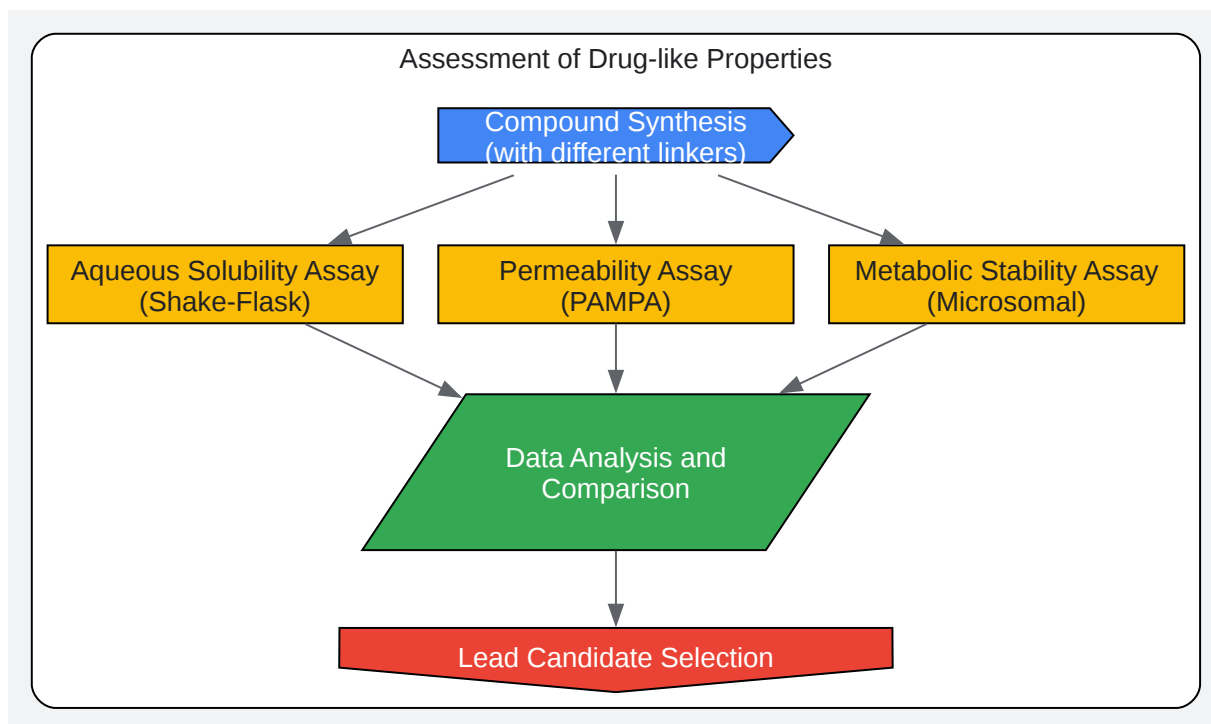 Assessment of Drug-like Properties
Compound Synthesis
(with different linkers)
Aqueous Solubility Assay
(Shake-Flask)
Permeability Assay
(PAMPA)
Metabolic Stability Assay
(Microsomal)
Data Analysis and
Comparison
Lead Candidate Selection